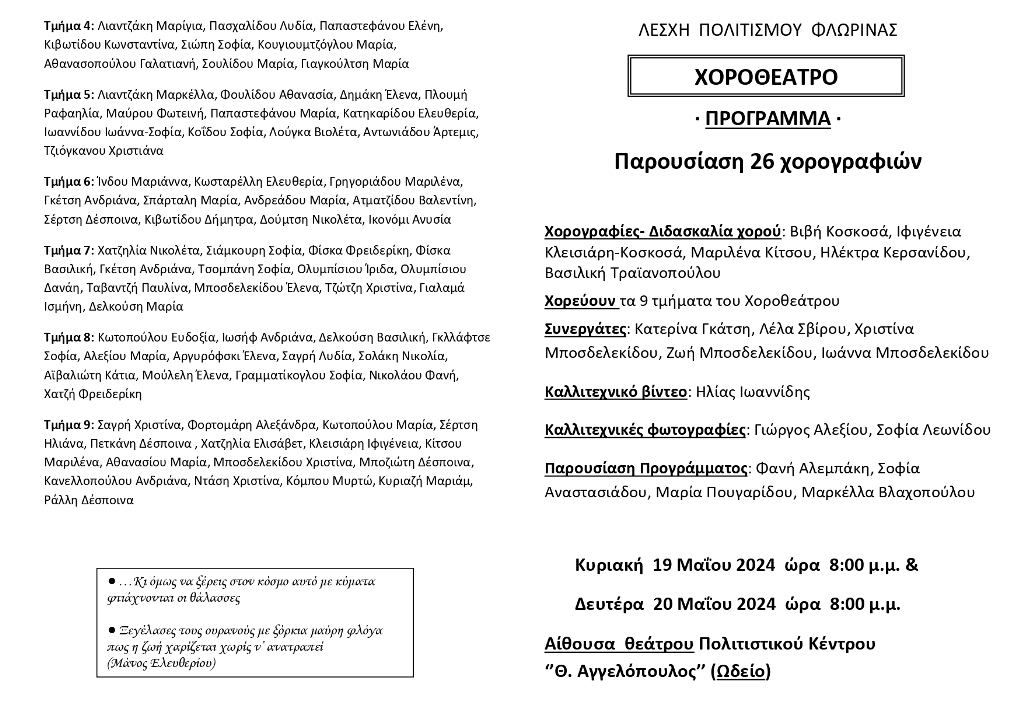 Τμήμα 4: Λιαντζάκη Μαρίγια, Πασχαλίδου Λυδία, Παπαστεφάνου Ελένη,
Κιβωτίδου Κωνσταντίνα, Σιώπη Σοφία, Κουγιουμτζόγλου Μαρία,
Αθανασοπούλου Γαλατιανή, Σουλίδου Μαρία, Γιαγκούλτση Μαρία
Τμήμα 5: Λιαντζάκη Μαρκέλλα, Φουλίδου Αθανασία, Δημάκη Έλενα, Πλουμή
Ραφαηλία, Μαύρου Φωτεινή, Παπαστεφάνου Μαρία, Κατηκαρίδου Ελευθερία,
Ιωαννίδου Ιωάννα-Σοφία, Κοΐδου Σοφία, Λούγκα Βιολέτα, Αντωνιάδου Άρτεμις,
Τζιόγκανου Χριστιάνα
Τμήμα 6: Ίνδου Μαριάννα, Κωσταρέλλη Ελευθερία, Γρηγοριάδου Μαριλένα,
Γκέτση Ανδριάνα, Σπάρταλη Μαρία, Ανδρεάδου Μαρία, Ατματζίδου Βαλεντίνη,
Σέρτση Δέσποινα, Κιβωτίδου Δήμητρα, Δούμτση Νικολέτα, Ικονόμι Ανυσία
Τμήμα 7: Χατζηλία Νικολέτα, Σιάμκουρη Σοφία, Φίσκα Φρειδερίκη, Φίσκα
Βασιλική, Γκέτση Ανδριάνα, Τσομπάνη Σοφία, Ολυμπίσιου Ίριδα, Ολυμπίσιου
Δανάη, Ταβαντζή Παυλίνα, Μποσδελεκίδου Έλενα, Τζώτζη Χριστίνα, Γιαλαμά
Ισμήνη, Δελκούση Μαρία
Τμήμα 8: Κωτοπούλου Ευδοξία, Ιωσήφ Ανδριάνα, Δελκούση Βασιλική, Γκλλάφτσε
Σοφία, Αλεξίου Μαρία, Αργυρόφσκι Έλενα, Σαγρή Λυδία, Σολάκη Νικολία,
Αϊβαλιώτη Κάτια, Μούλελη Έλενα, Γραμματίκογλου Σοφία, Νικολάου Φανή,
Χατζή Φρειδερίκη
Τμήμα 9: Σαγρή Χριστίνα, Φορτομάρη Αλεξάνδρα, Κωτοπούλου Μαρία, Σέρτση
Ηλιάνα, Πετκάνη Δέσποινα , Χατζηλία Ελισάβετ, Κλεισιάρη Ιφιγένεια, Κίτσου
Μαριλένα, Αθανασίου Μαρία, Μποσδελεκίδου Χριστίνα, Μποζιώτη Δέσποινα,
Κανελλοπούλου Ανδριάνα, Ντάση Χριστίνα, Κόμπου Μυρτώ, Κυριαζή Μαριάμ,
Ράλλη Δέσποινα
● …Κι όμως να ξέρεις στον κόσμο αυτό με κύματα
φτιάχνονται οι θάλασσες
● Ξεγέλασες τους ουρανούς με ξόρκια μαύρη φλόγα
πως η ζωή χαρίζεται χωρίς ν' ανατραπεί
(Μάνος Ελευθερίου)
ΛΕΣΧΗ ΠΟΛΙΤΙΣΜΟΥ ΦΛΩΡΙΝΑΣ
ΧΟΡΟΘΕΑΤΡΟ
· ΠΡΟΓΡΑΜΜΑ ·
Παρουσίαση 26 χορογραφιών
Χορογραφίες- Διδασκαλία χορού: Βιβή Κοσκοσά, Ιφιγένεια
Κλεισιάρη-Κοσκοσά, Μαριλένα Κίτσου, Ηλέκτρα Κερσανίδου,
Βασιλική Τραϊανοπούλου
Χορεύουν τα 9 τμήματα του Χοροθεάτρου
Συνεργάτες: Κατερίνα Γκάτση, Λέλα Σβίρου, Χριστίνα
Μποσδελεκίδου, Ζωή Μποσδελεκίδου, Ιωάννα Μποσδελεκίδου
Καλλιτεχνικό βίντεο: Ηλίας Ιωαννίδης
Καλλιτεχνικές φωτογραφίες: Γιώργος Αλεξίου, Σοφία Λεωνίδου
Παρουσίαση Προγράμματος: Φανή Αλεμπάκη, Σοφία
Αναστασιάδου, Μαρία Πουγαρίδου, Μαρκέλλα Βλαχοπούλου
Κυριακή 19 Μαΐου 2024 ώρα 8:00 μ.μ. &
Δευτέρα 20 Μαΐου 2024 ώρα 8:00 μ.μ.
Αίθουσα θεάτρου Πολιτιστικού Κέντρου
‘’Θ. Αγγελόπουλος’’ (Ωδείο)